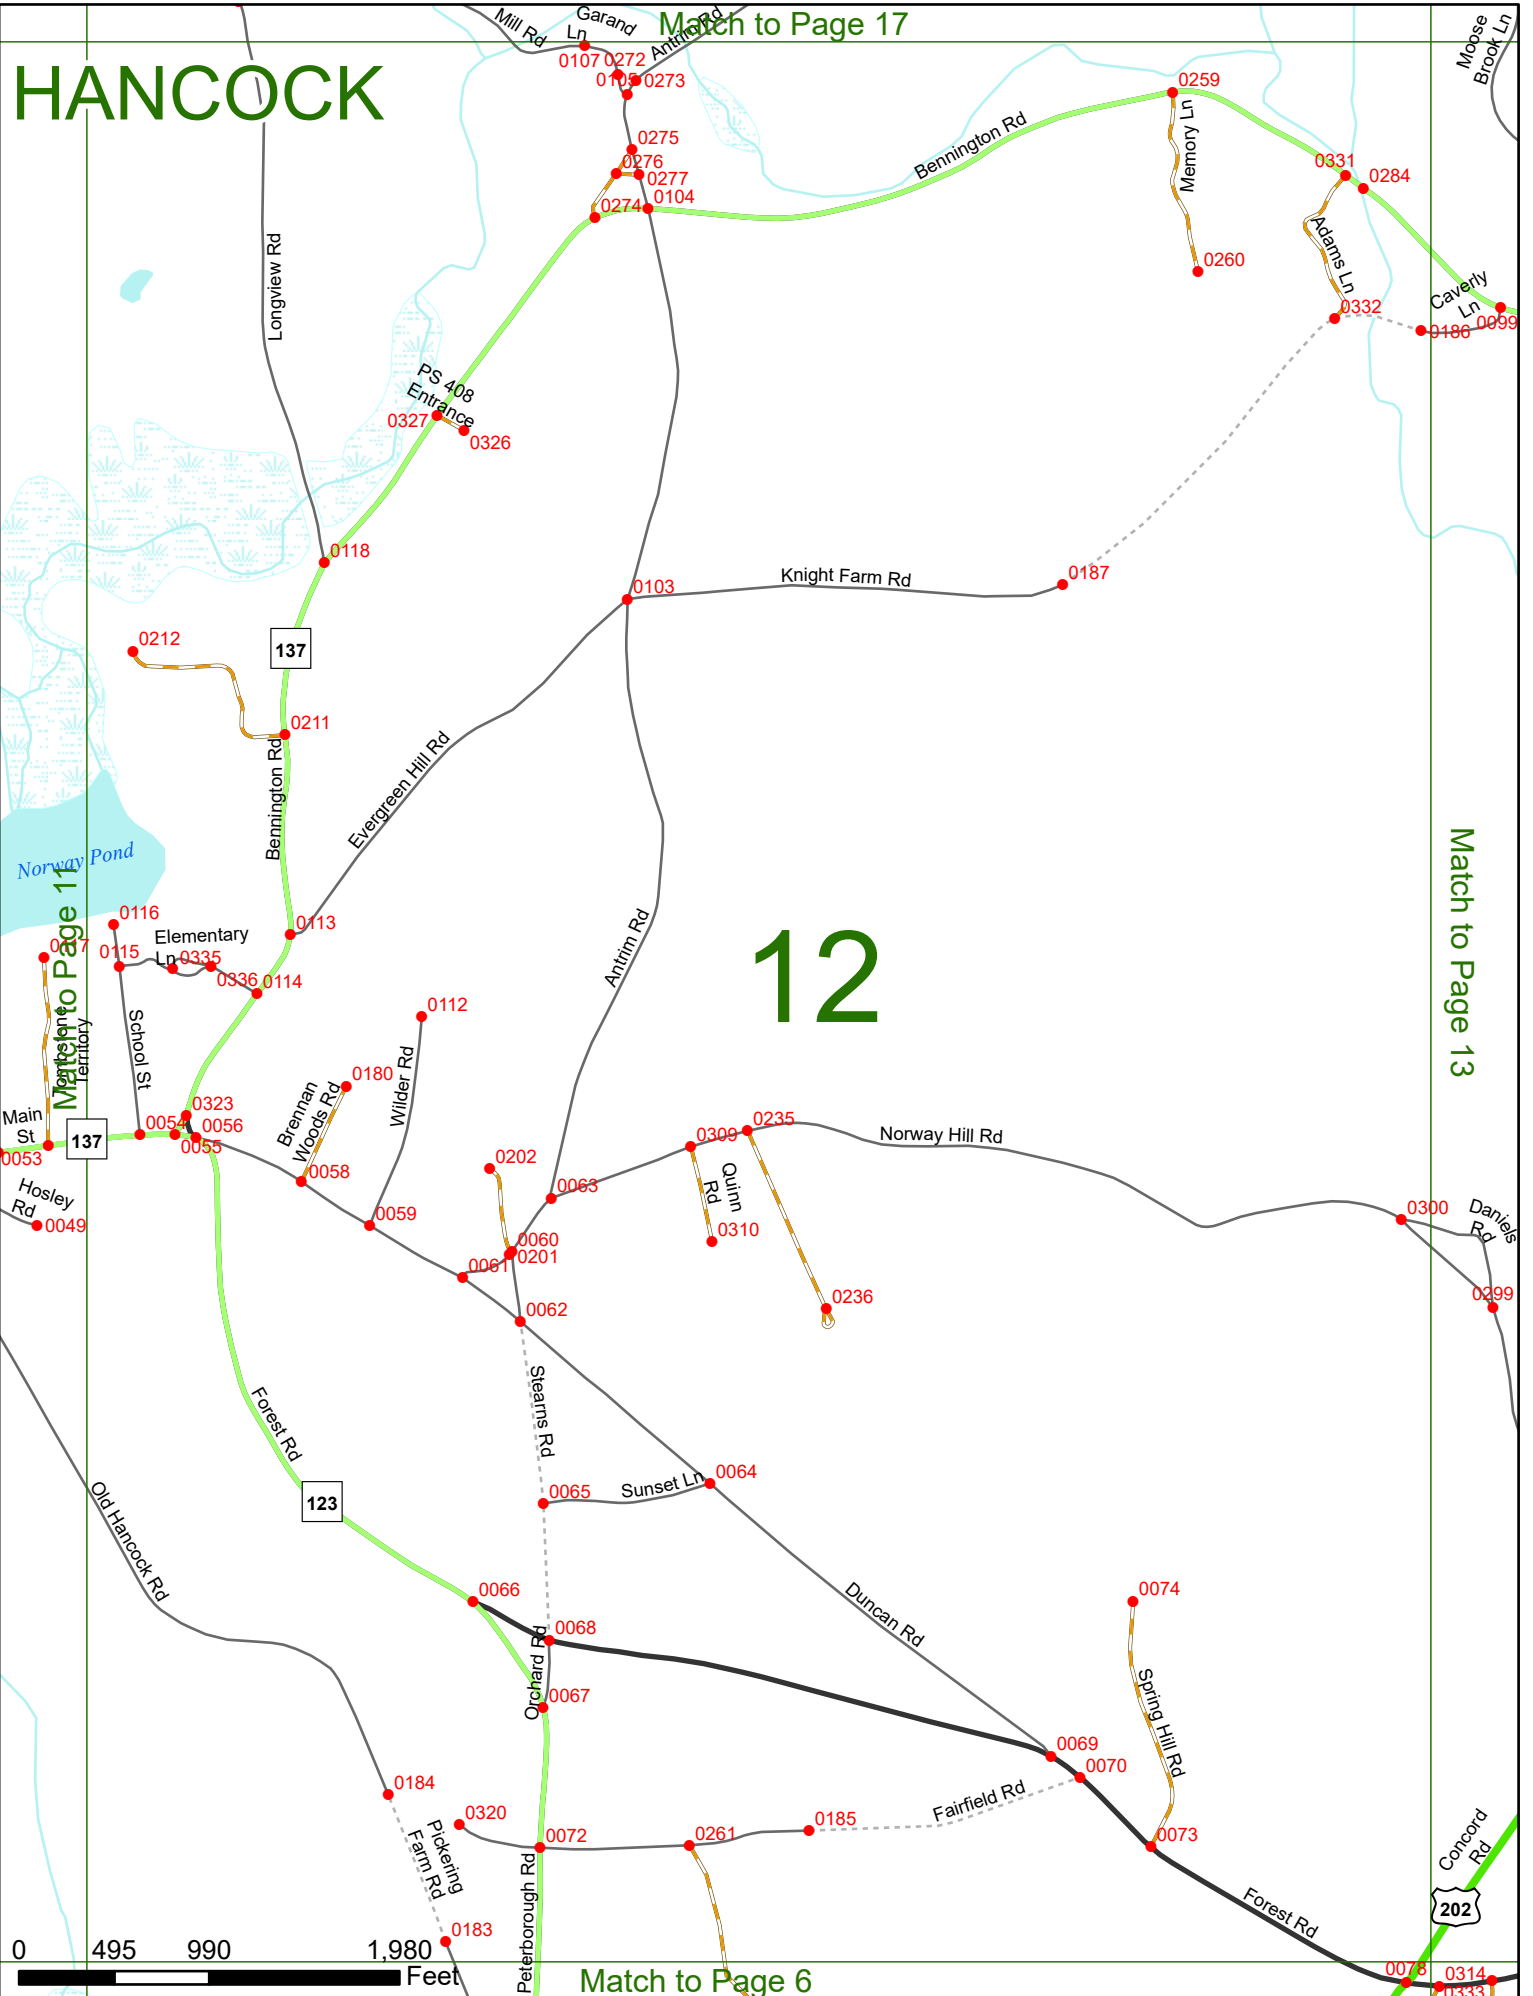 Match to Page 17
HANCOCK
Mill Rd
Garand
Ln
Antrim Rd
Moose
Brook Ln
0107
0272
0105
0273
0259
0275
0276
0277
0104
0274
Bennington Rd
Memory Ln
0331
0284
Adams Ln
0260
Longview Rd
0332
Caverly
Ln
0186
0099
PS 408
Entrance
0327
0326
0118
0103
Knight Farm Rd
0187
0212
137
0211
Bennington Rd
Evergreen Hill Rd
Norway Pond
Match to Page 11
Match to Page 13
0116
0113
0117
0115
Elementary
Ln
0335
0336
0114
Antrim Rd
12
0112
Tombstone
Territory
School St
Wilder Rd
Brennan
Woods Rd
0180
0323
Main
St
137
0054
0056
0055
0053
0058
0202
0309
0235
Norway Hill Rd
Quinn
Rd
0063
Hosley
Rd
0049
0059
0060
0201
0061
0310
0300
Daniels
Rd
0062
0236
0299
Stearns Rd
Forest Rd
0064
Sunset Ln
0065
123
Old Hancock Rd
0066
0068
Duncan Rd
0074
Orchard Rd
0067
Spring Hill Rd
0069
0070
0184
0320
Fairfield Rd
0185
0072
0261
0073
Pickering
Farm Rd
Concord
Rd
202
Peterborough Rd
Forest Rd
0183
0 495 990 1,980
Feet
Match to Page 6
0078
0314
0333